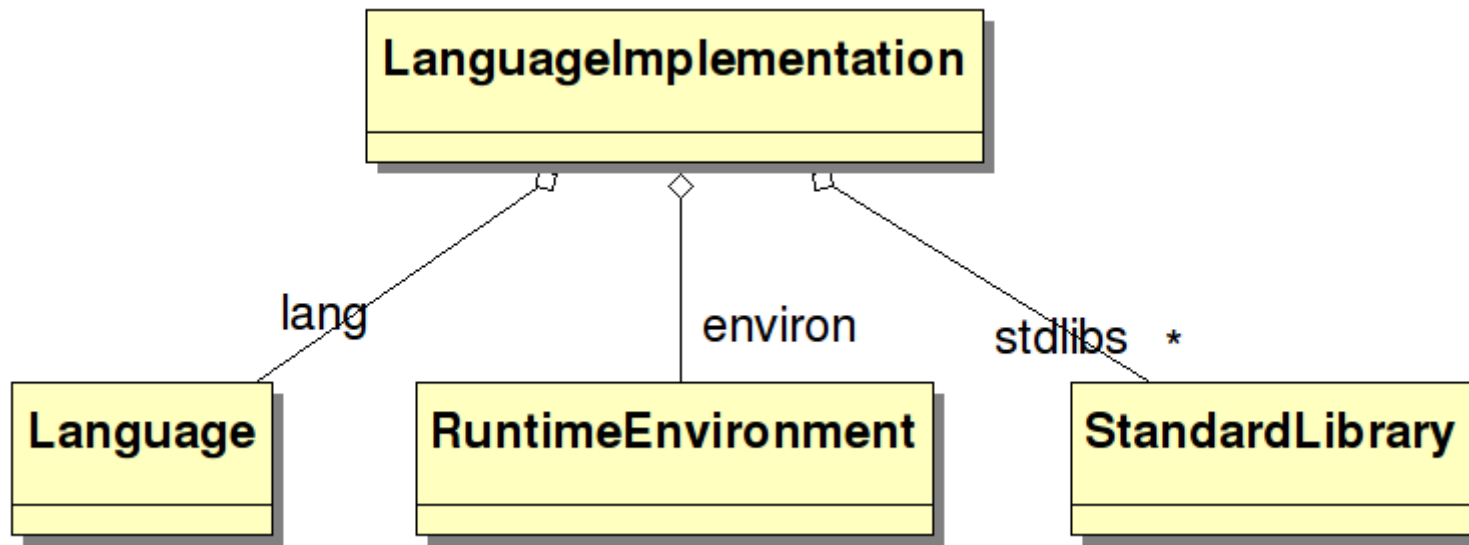 LanguageImplementation
lang
environ
stdlibs *
Language
RuntimeEnvironment
StandardLibrary